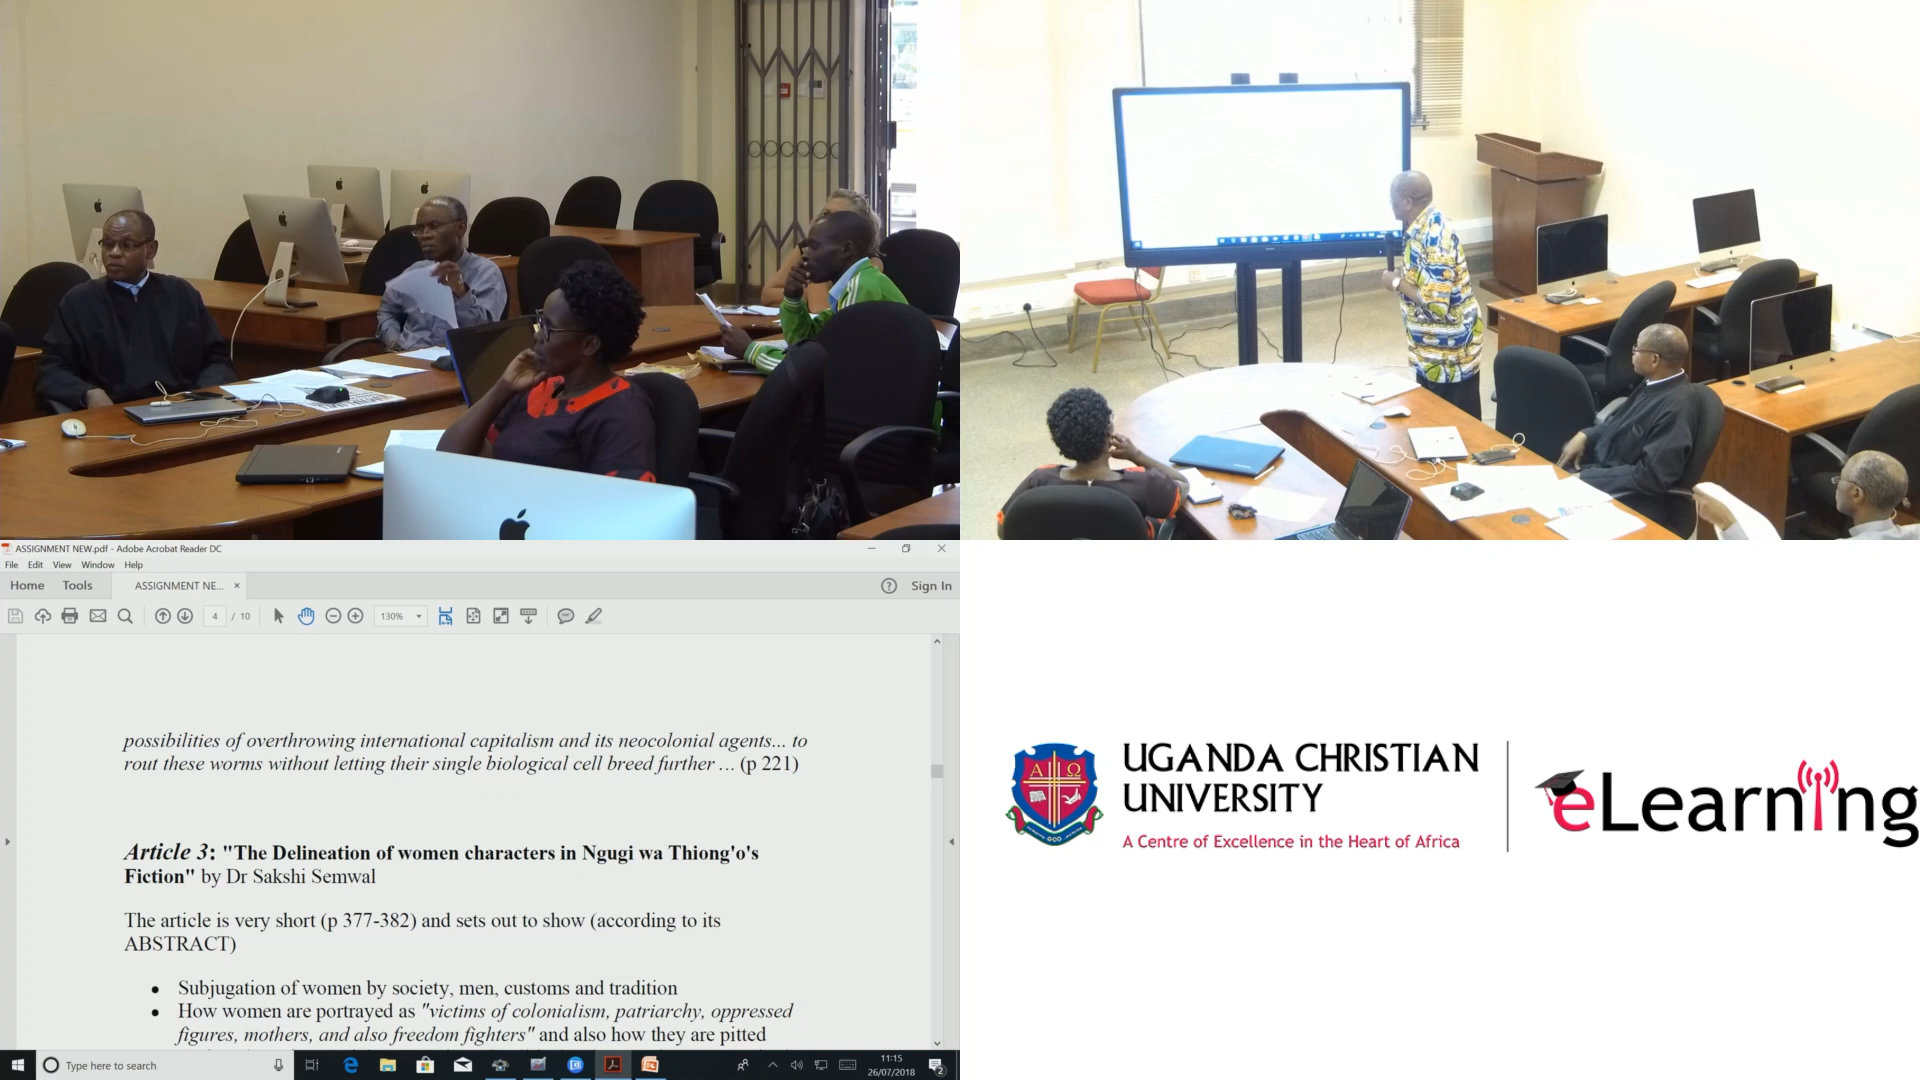 ASSIGNMENT NEW.pdf - Adobe Acrobat Reader DC
File Edit View Window Help
Home Tools ASSIGNMENT NE... × Sign In
4 / 10 130%
possibilities of overthrowing international capitalism and its neocolonial agents... to
rout these worms without letting their single biological cell breed further ... (p 221)
Article 3: "The Delineation of women characters in Ngugi wa Thiong'o's
Fiction" by Dr Sakshi Semwal
The article is very short (p 377-382) and sets out to show (according to its
ABSTRACT)
• Subjugation of women by society, men, customs and tradition
• How women are portrayed as "victims of colonialism, patriarchy, oppressed
figures, mothers, and also freedom fighters" and also how they are pitted
Type here to search
11:15
26/07/2018
2
UGANDA CHRISTIAN
UNIVERSITY
A Centre of Excellence in the Heart of Africa
eLearning